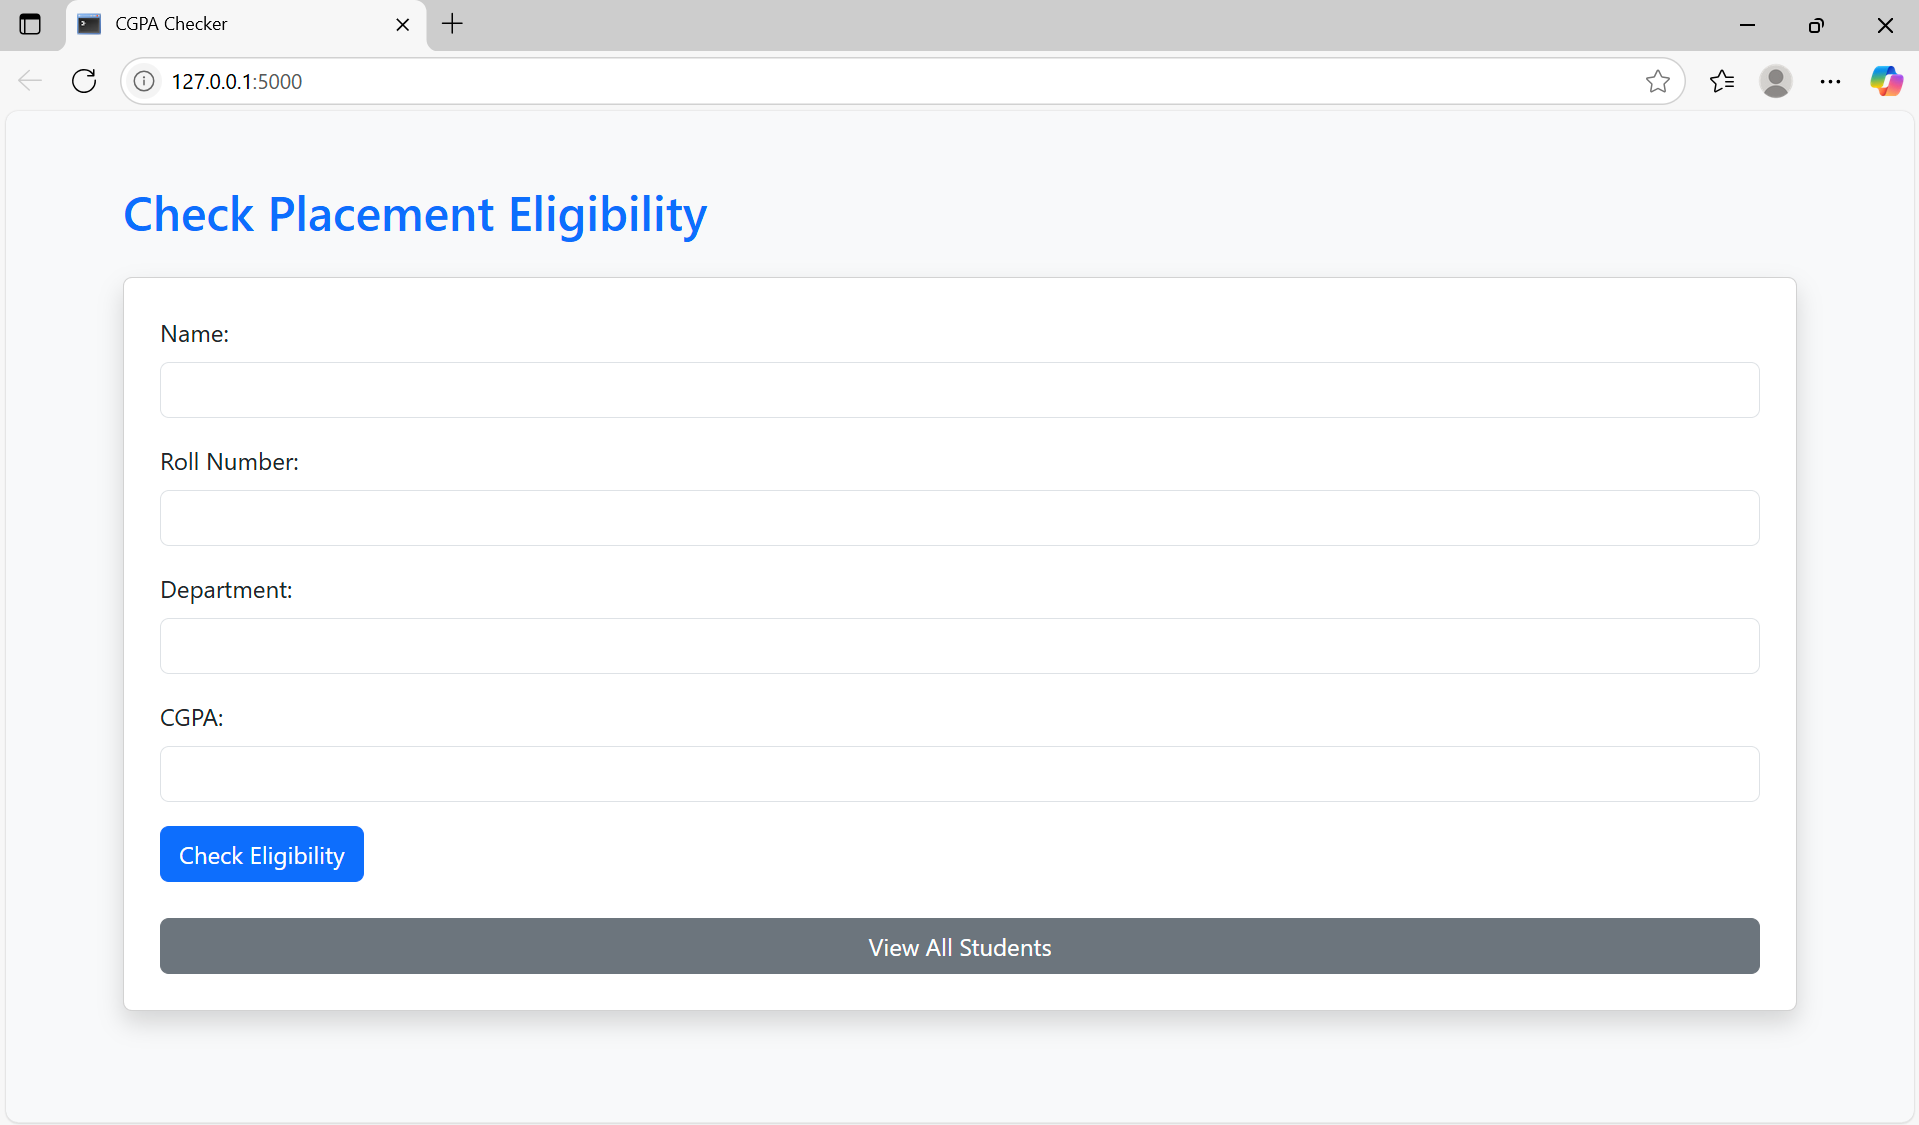 CGPA Checker
127.0.0.1:5000
Check Placement Eligibility
Name:
Roll Number:
Department:
CGPA:
Check Eligibility
View All Students